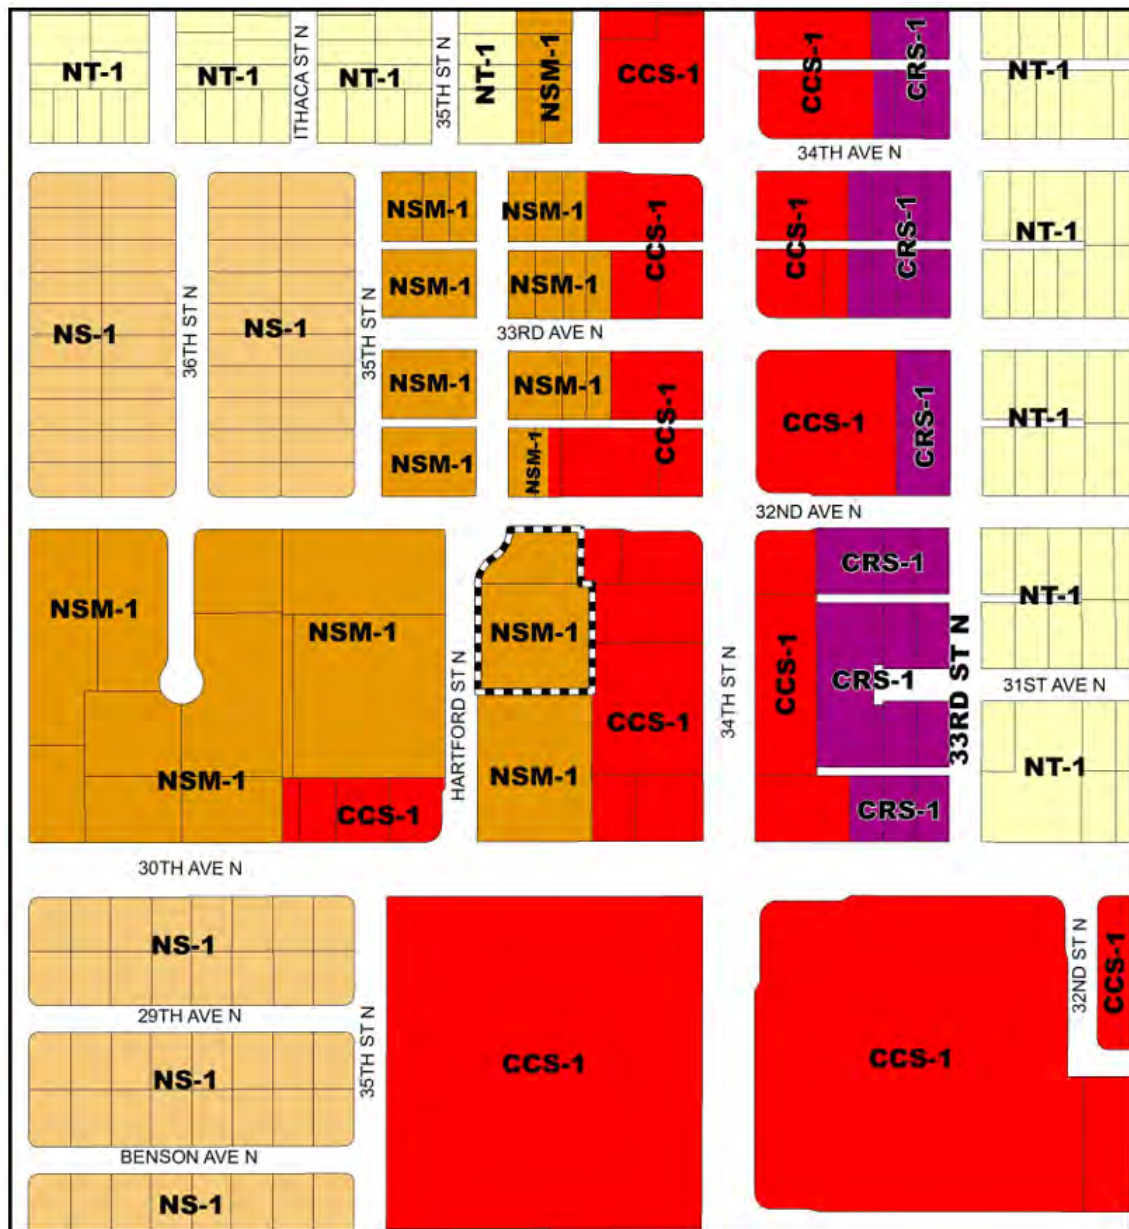 NT-1
NT-1
ITHACA ST N
NT-1
35TH ST N
NT-1
NSM-1
CCS-1
CCS-1
CRS-1
NT-1
34TH AVE N
NSM-1
NSM-1
CCS-1
CCS-1
CRS-1
NT-1
NSM-1
NSM-1
NS-1
36TH ST N
NS-1
35TH ST N
33RD AVE N
NSM-1
NSM-1
CCS-1
CCS-1
CRS-1
NT-1
NSM-1
NSM-1
32ND AVE N
NSM-1
NSM-1
NSM-1
CRS-1
NT-1
HARTFORD ST N
CCS-1
34TH ST N
CCS-1
CRS-1
33RD ST N
31ST AVE N
NSM-1
NSM-1
NT-1
CCS-1
CRS-1
30TH AVE N
NS-1
29TH AVE N
35TH ST N
CCS-1
CCS-1
32ND ST N
CCS-1
NS-1
BENSON AVE N
NS-1